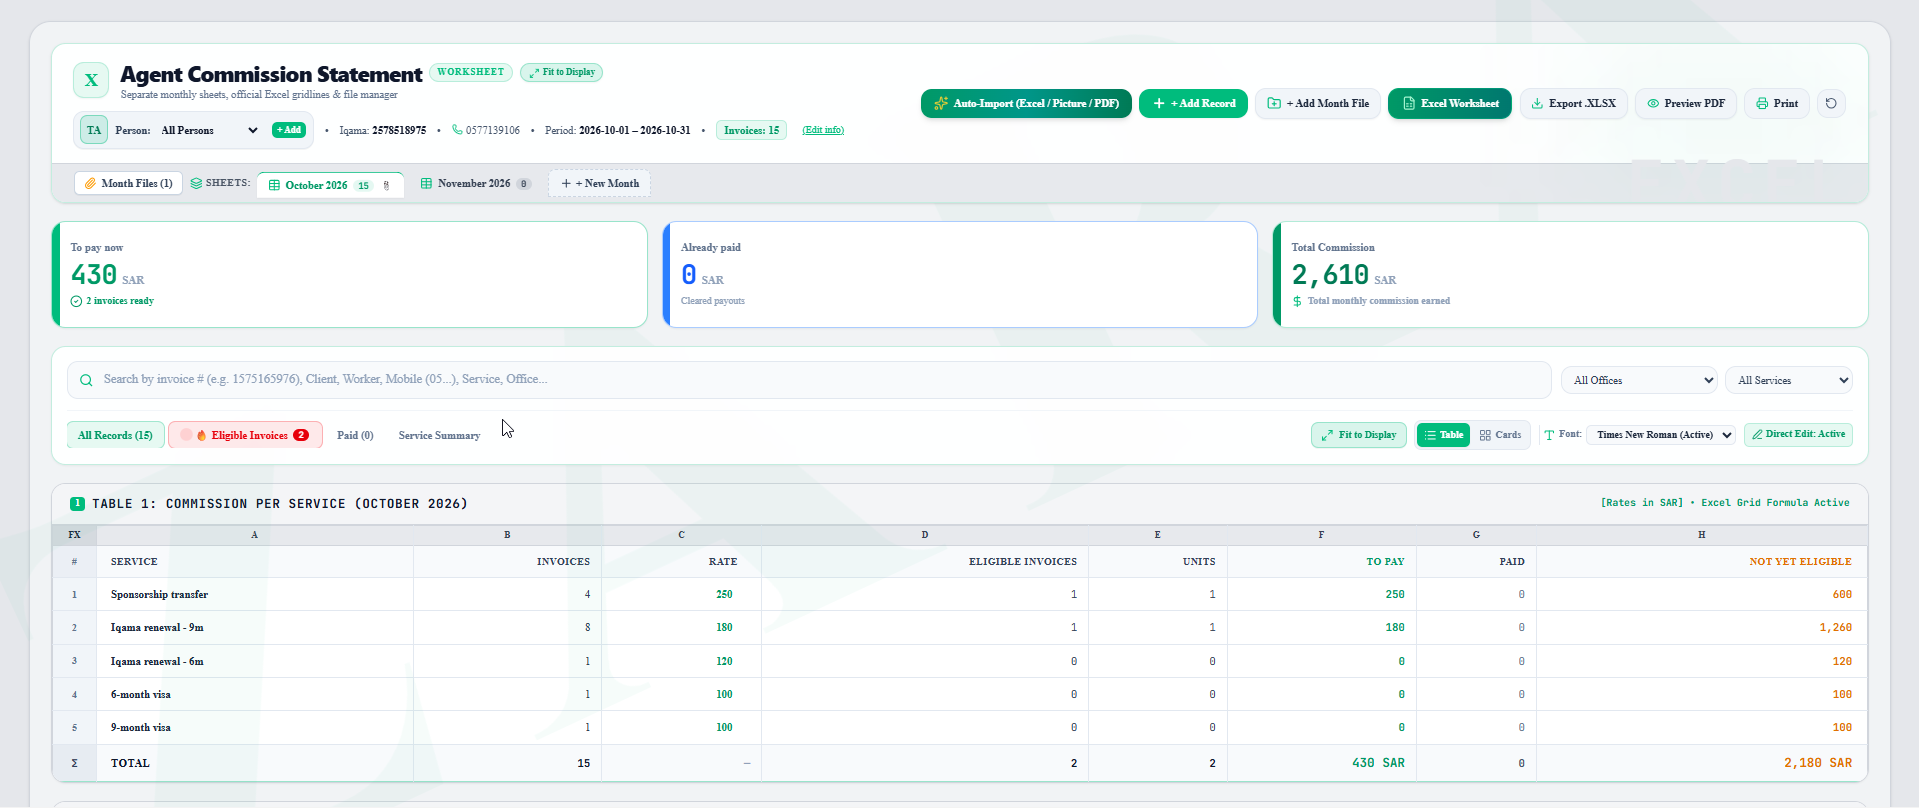 X
Agent Commission Statement WORKSHEET Fit to Display
Separate monthly sheets, official Excel gridlines & file manager
Auto-Import (Excel / Picture / PDF) + Add Record + Add Month File Excel Worksheet Export .XLSX Preview PDF Print
TA Person: All Persons + Add • Iqama: 2578518975 • 0577139106 • Period: 2026-10-01 – 2026-10-31 • Invoices: 15 (Edit info)
EXCEL
Month Files (1) SHEETS: October 2026 15 November 2026 0 + New Month
To pay now
430 SAR
2 invoices ready
Already paid
0 SAR
Cleared payouts
Total Commission
2,610 SAR
Total monthly commission earned
Search by invoice # (e.g. 1575165976), Client, Worker, Mobile (05...), Service, Office... All Offices All Services
All Records (15) Eligible Invoices 2 Paid (0) Service Summary Fit to Display Table Cards Font: Times New Roman (Active) Direct Edit: Active
1 TABLE 1: COMMISSION PER SERVICE (OCTOBER 2026) [Rates in SAR] • Excel Grid Formula Active
FX A B C D E F G H
# SERVICE INVOICES RATE ELIGIBLE INVOICES UNITS TO PAY PAID NOT YET ELIGIBLE
1 Sponsorship transfer 4 250 1 1 250 0 600
2 Iqama renewal - 9m 8 180 1 1 180 0 1,260
3 Iqama renewal - 6m 1 120 0 0 0 0 120
4 6-month visa 1 100 0 0 0 0 100
5 9-month visa 1 100 0 0 0 0 100
Σ TOTAL 15 — 2 2 430 SAR 0 2,180 SAR